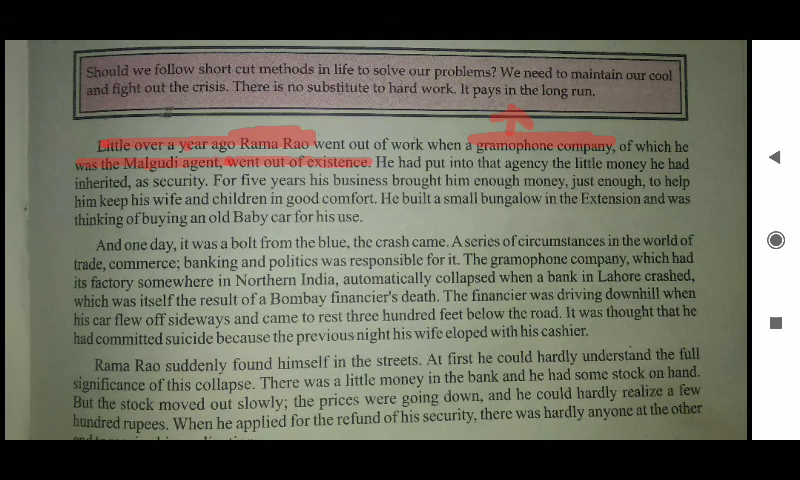 Should we follow short cut methods in life to solve our problems? We need to maintain our cool
and fight out the crisis. There is no substitute to hard work. It pays in the long run.
Little over a year ago Rama Rao went out of work when a gramophone company, of which he
was the Malgudi agent, went out of existence. He had put into that agency the little money he had
inherited, as security. For five years his business brought him enough money, just enough, to help
him keep his wife and children in good comfort. He built a small bungalow in the Extension and was
thinking of buying an old Baby car for his use.
And one day, it was a bolt from the blue, the crash came. A series of circumstances in the world of
trade, commerce; banking and politics was responsible for it. The gramophone company, which had
its factory somewhere in Northern India, automatically collapsed when a bank in Lahore crashed,
which was itself the result of a Bombay financier's death. The financier was driving downhill when
his car flew off sideways and came to rest three hundred feet below the road. It was thought that he
had committed suicide because the previous night his wife eloped with his cashier.
Rama Rao suddenly found himself in the streets. At first he could hardly understand the full
significance of this collapse. There was a little money in the bank and he had some stock on hand.
But the stock moved out slowly; the prices were going down, and he could hardly realize a few
hundred rupees. When he applied for the refund of his security, there was hardly anyone at the other